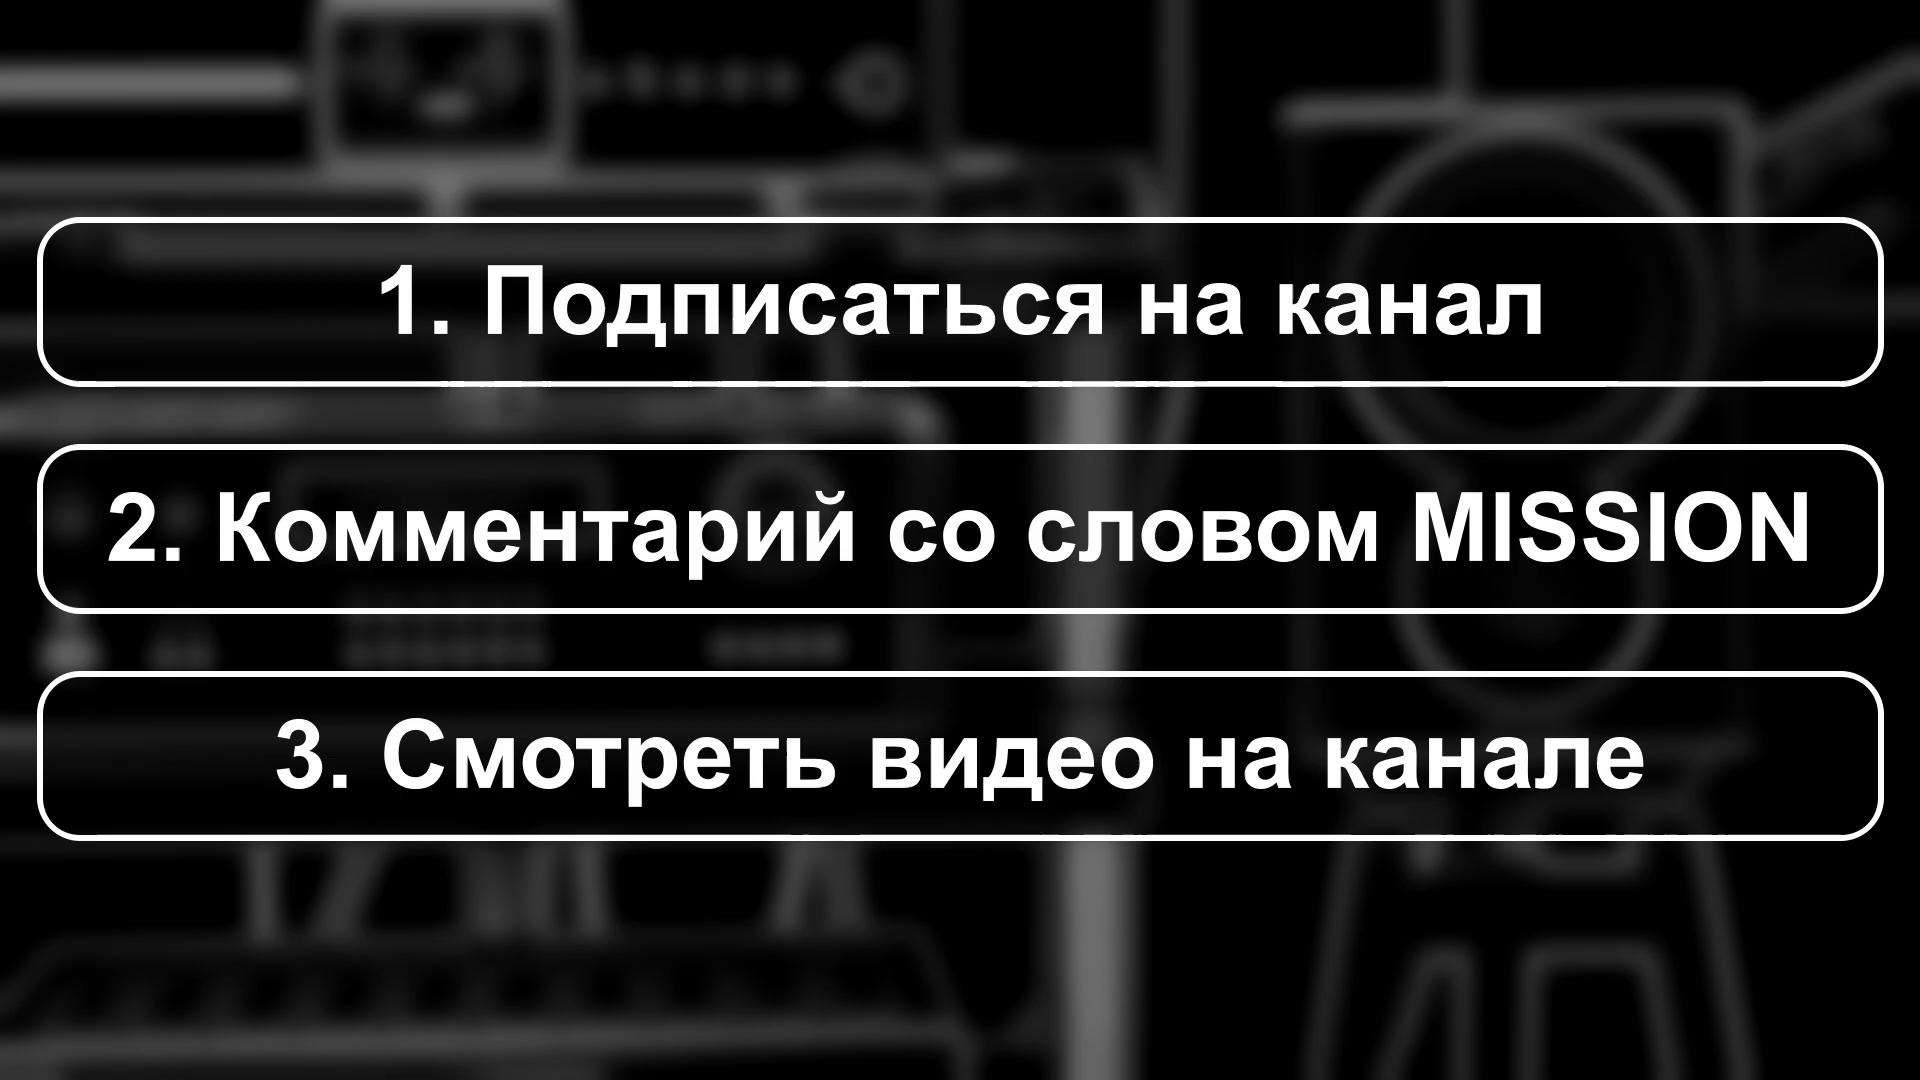 1. Подписаться на канал
2. Комментарий со словом MISSION
3. Смотреть видео на канале